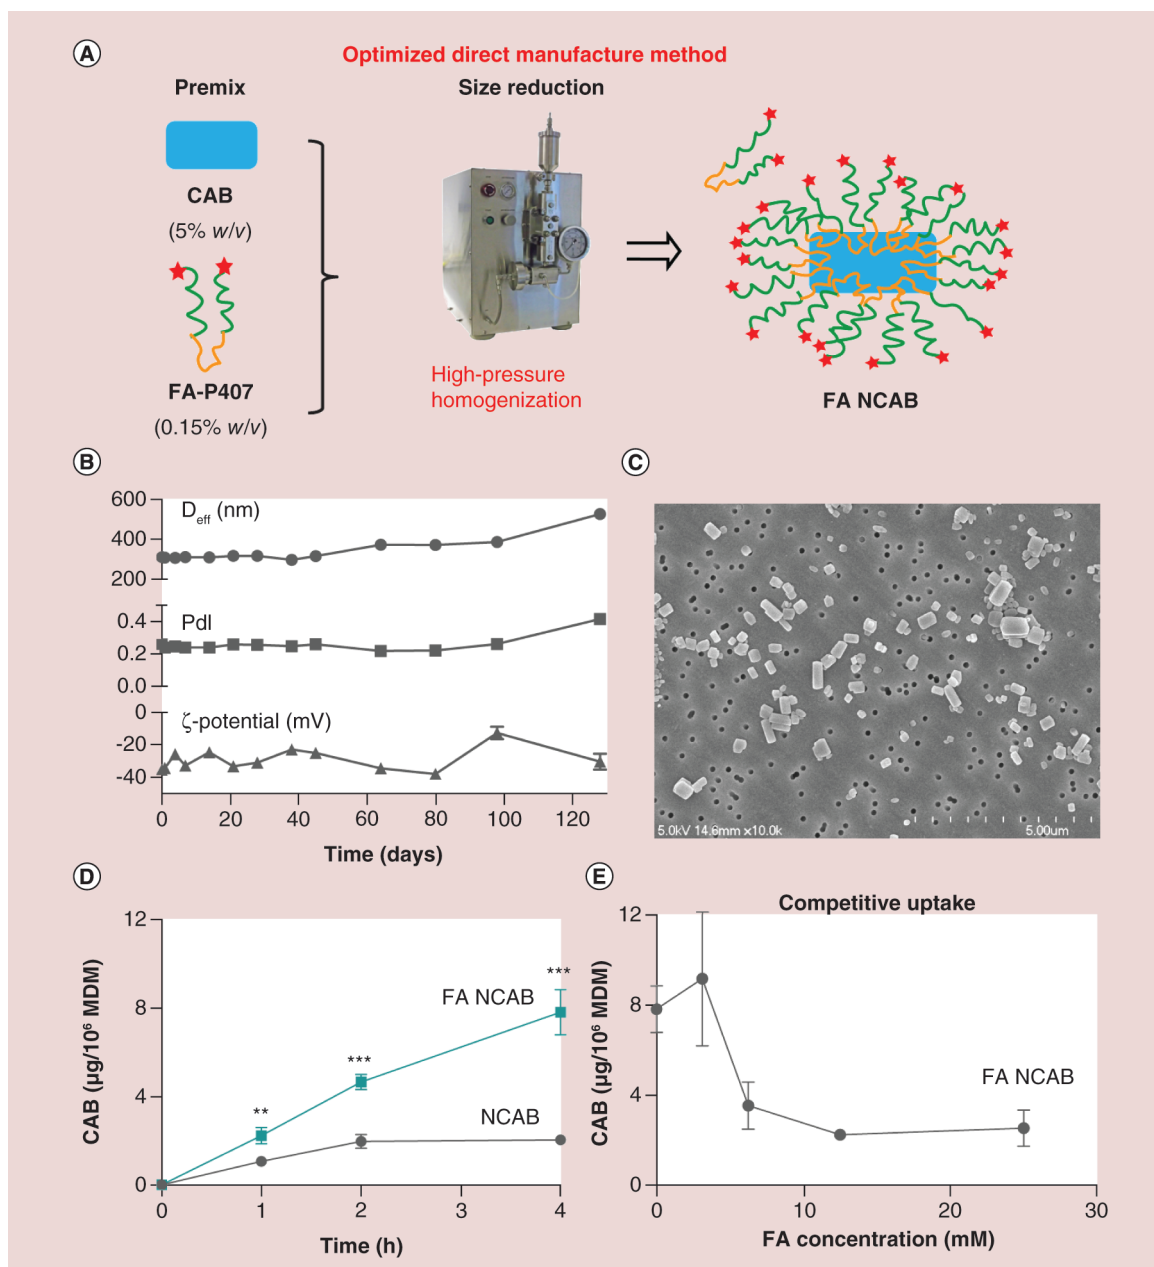 A
Optimized direct manufacture method
Premix
Size reduction
CAB
(5% w/v)
FA-P407
(0.15% w/v)
High-pressure
homogenization
FA NCAB
B
600
400
200
Deff (nm)
0.4
0.2
0.0
PdI
0
-20
-40
ζ-potential (mV)
0 20 40 60 80 100 120
Time (days)
C
5.0kV 14.6mm ×10.0k
5.00um
D
12
8
4
0
CAB (μg/10⁶ MDM)
FA NCAB
NCAB
**
***
***
0 1 2 3 4
Time (h)
E
Competitive uptake
12
8
4
0
CAB (μg/10⁶ MDM)
FA NCAB
0 10 20 30
FA concentration (mM)